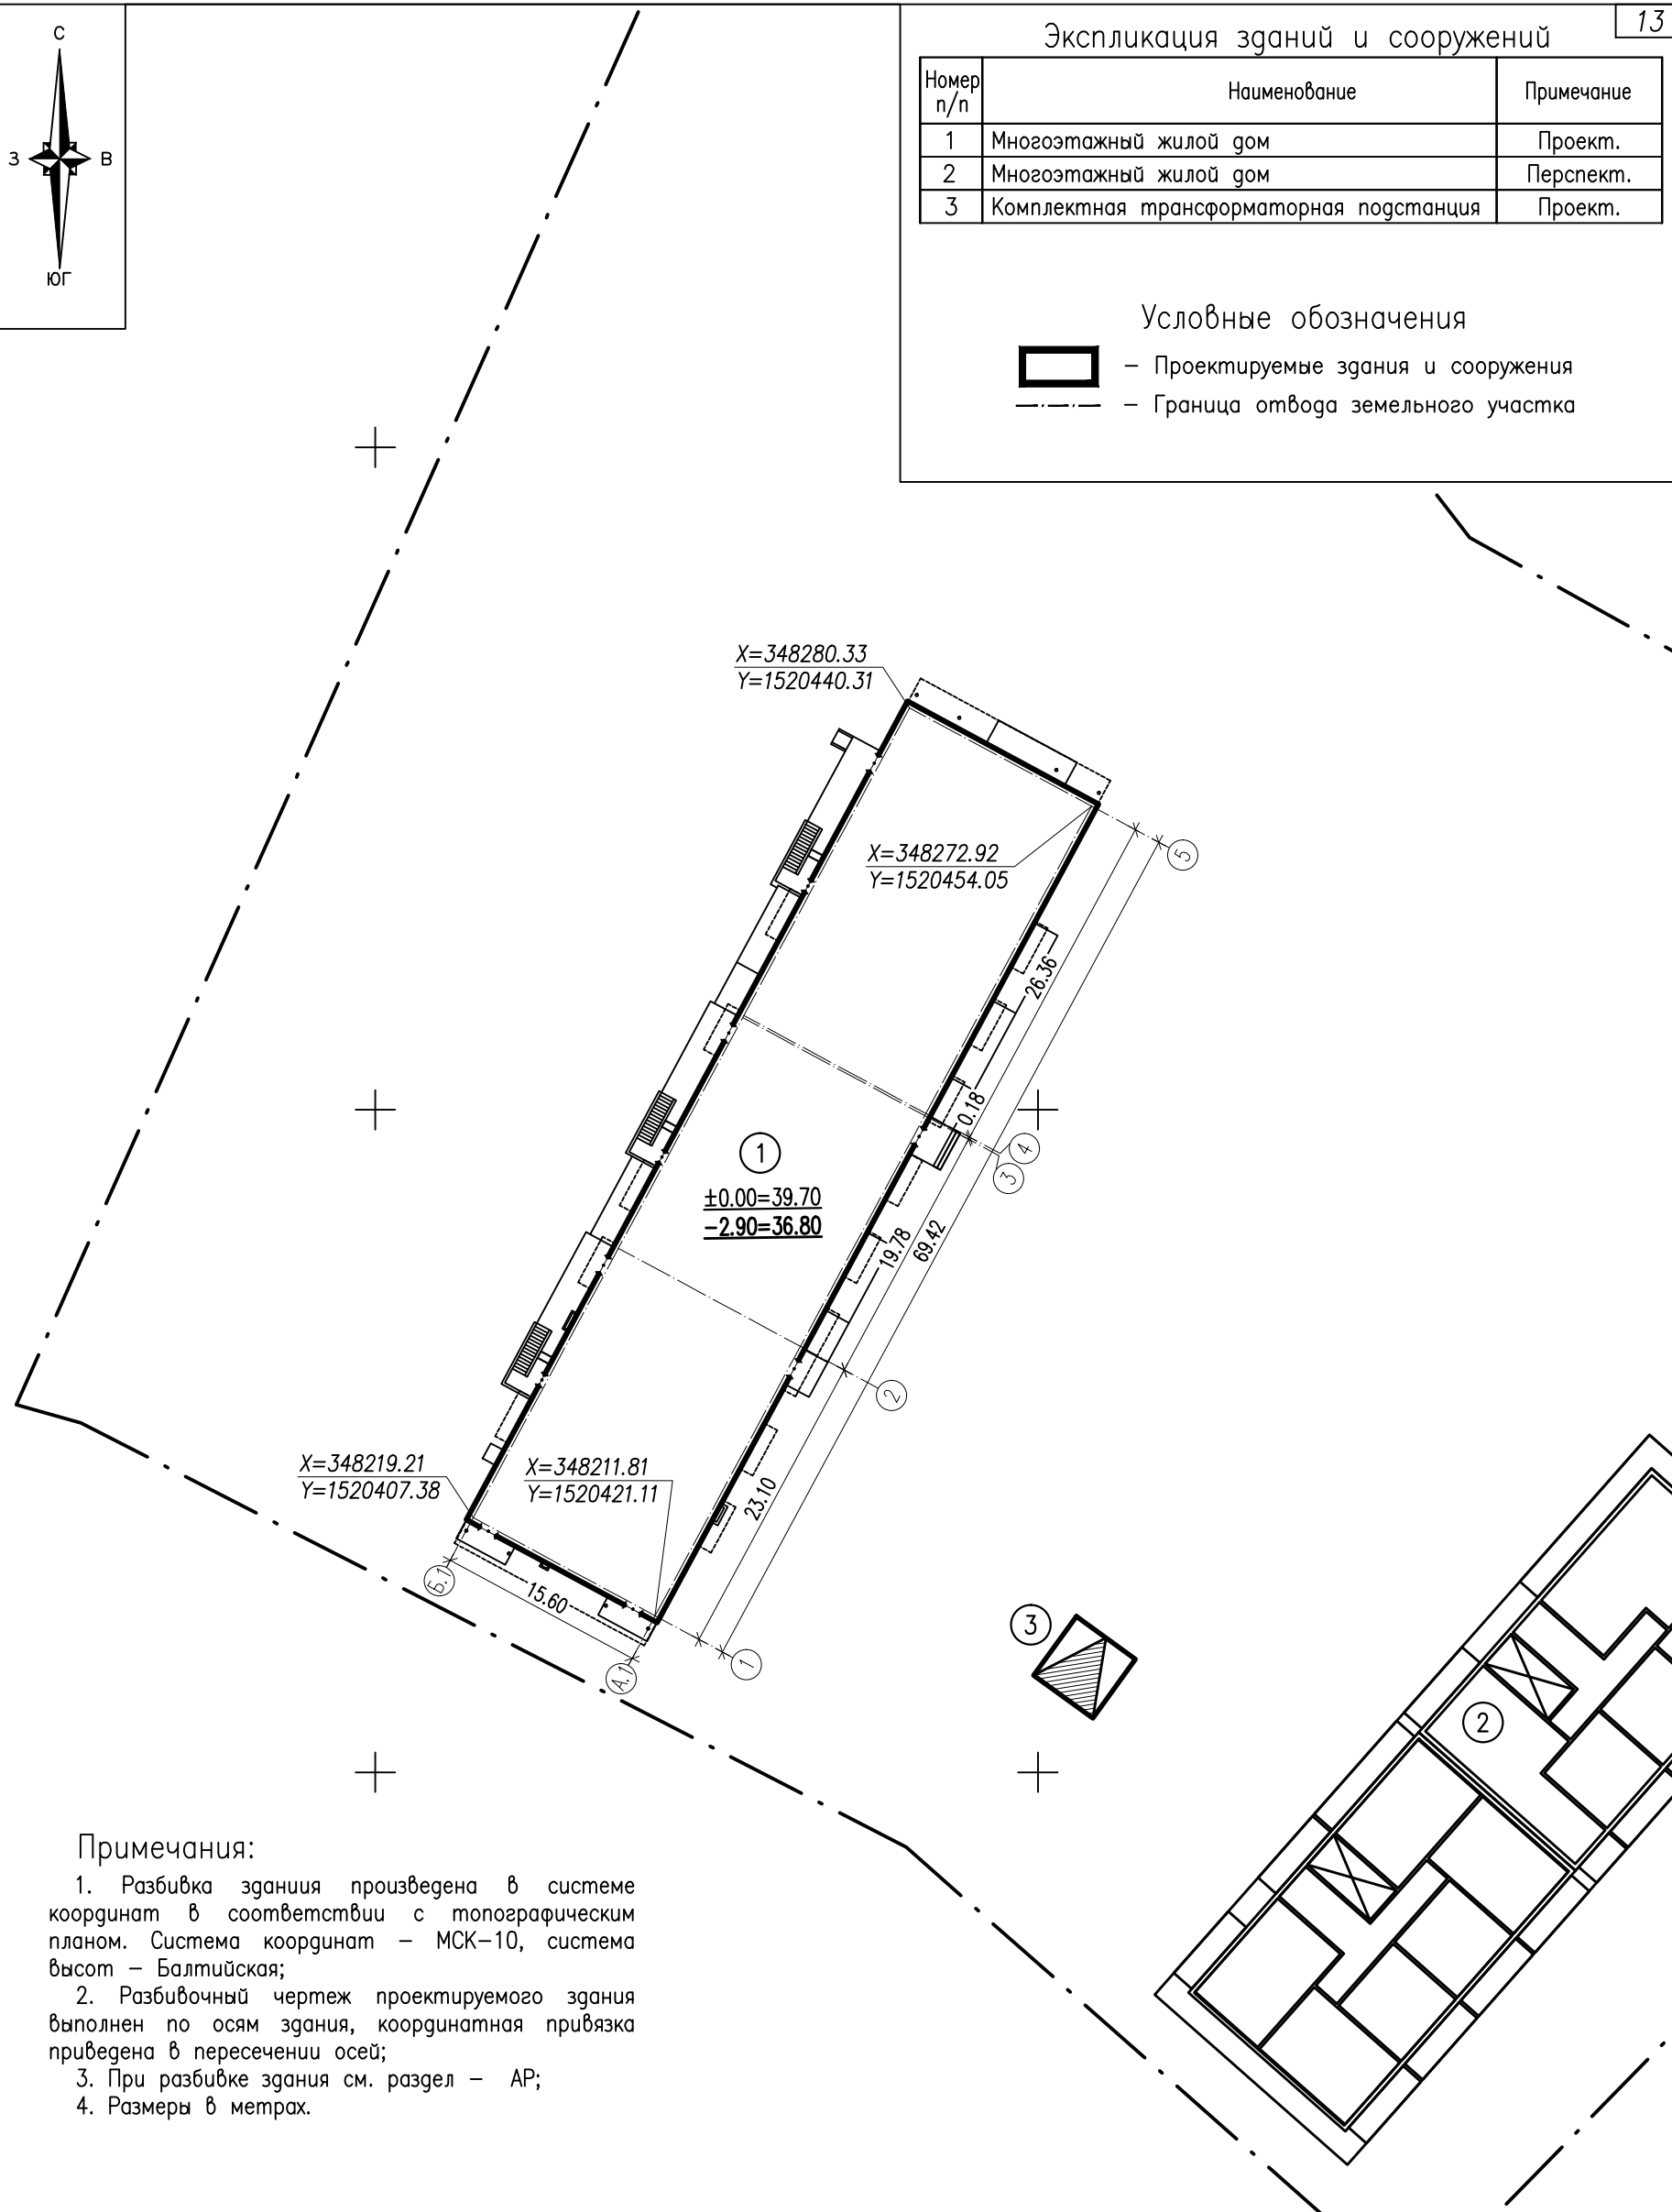 С
З
В
ЮГ
13
Экспликация зданий и сооружений
Номер п/п
Наименование
Примечание
1 Многоэтажный жилой дом Проект.
2 Многоэтажный жилой дом Перспект.
3 Комплектная трансформаторная подстанция Проект.
Условные обозначения
– Проектируемые здания и сооружения
– Граница отвода земельного участка
X=348280.33
Y=1520440.31
X=348272.92
Y=1520454.05
5
26.36
0.18
4
3
1
±0.00=39.70
-2.90=36.80
19.78
69.42
2
X=348219.21
Y=1520407.38
X=348211.81
Y=1520421.11
23.10
Б.1
15.60
А.1
1
3
2
Примечания:
1. Разбивка здания произведена в системе
координат в соответствии с топографическим
планом. Система координат – МСК-10, система
высот – Балтийская;
2. Разбивочный чертеж проектируемого здания
выполнен по осям здания, координатная привязка
приведена в пересечении осей;
3. При разбивке здания см. раздел – АР;
4. Размеры в метрах.